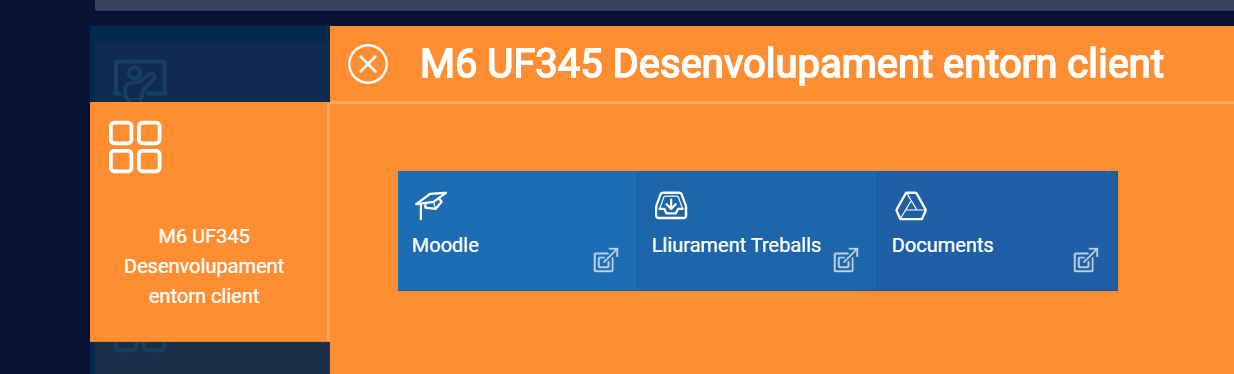 M6 UF345 Desenvolupament entorn client
M6 UF345
Desenvolupament
entorn client
Moodle
Lliurament Treballs
Documents